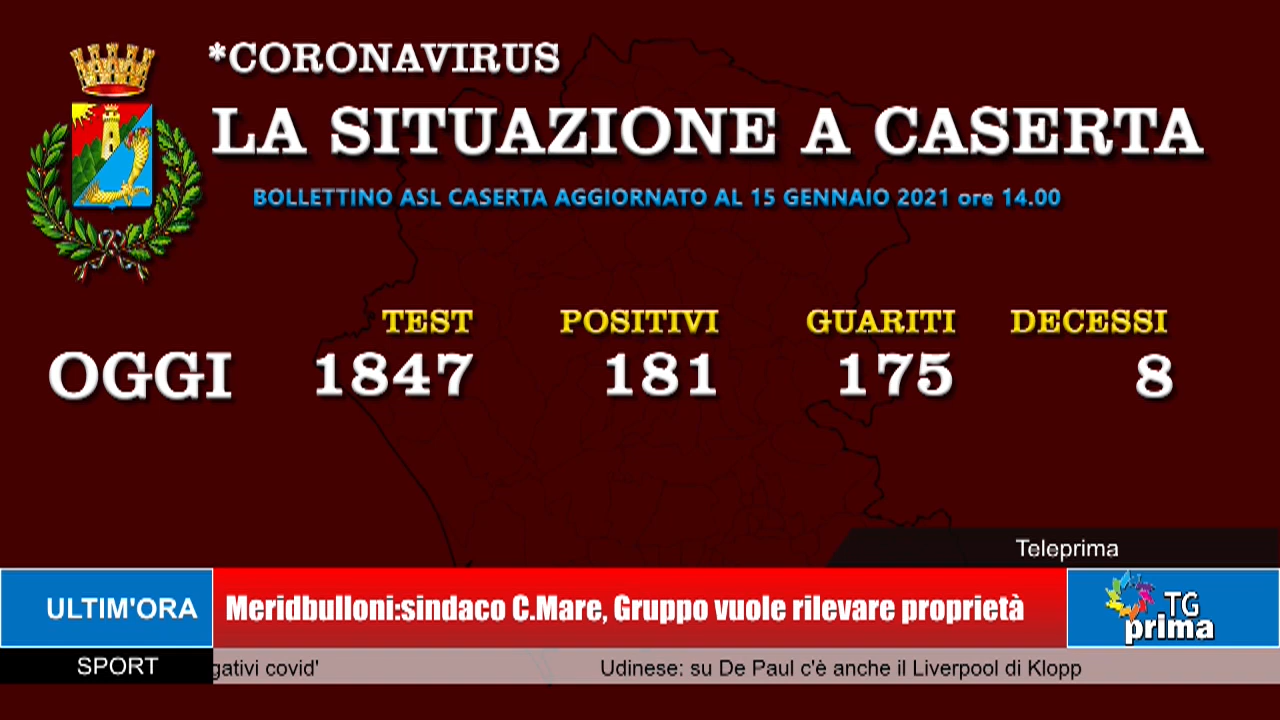 *CORONAVIRUS
LA SITUAZIONE A CASERTA
BOLLETTINO ASL CASERTA AGGIORNATO AL 15 GENNAIO 2021 ore 14.00
TEST POSITIVI GUARITI DECESSI
OGGI 1847 181 175 8
Teleprima
ULTIM'ORA Meridbulloni:sindaco C.Mare, Gruppo vuole rilevare proprietà
TG
prima
SPORT gativi covid' Udinese: su De Paul c'è anche il Liverpool di Klopp